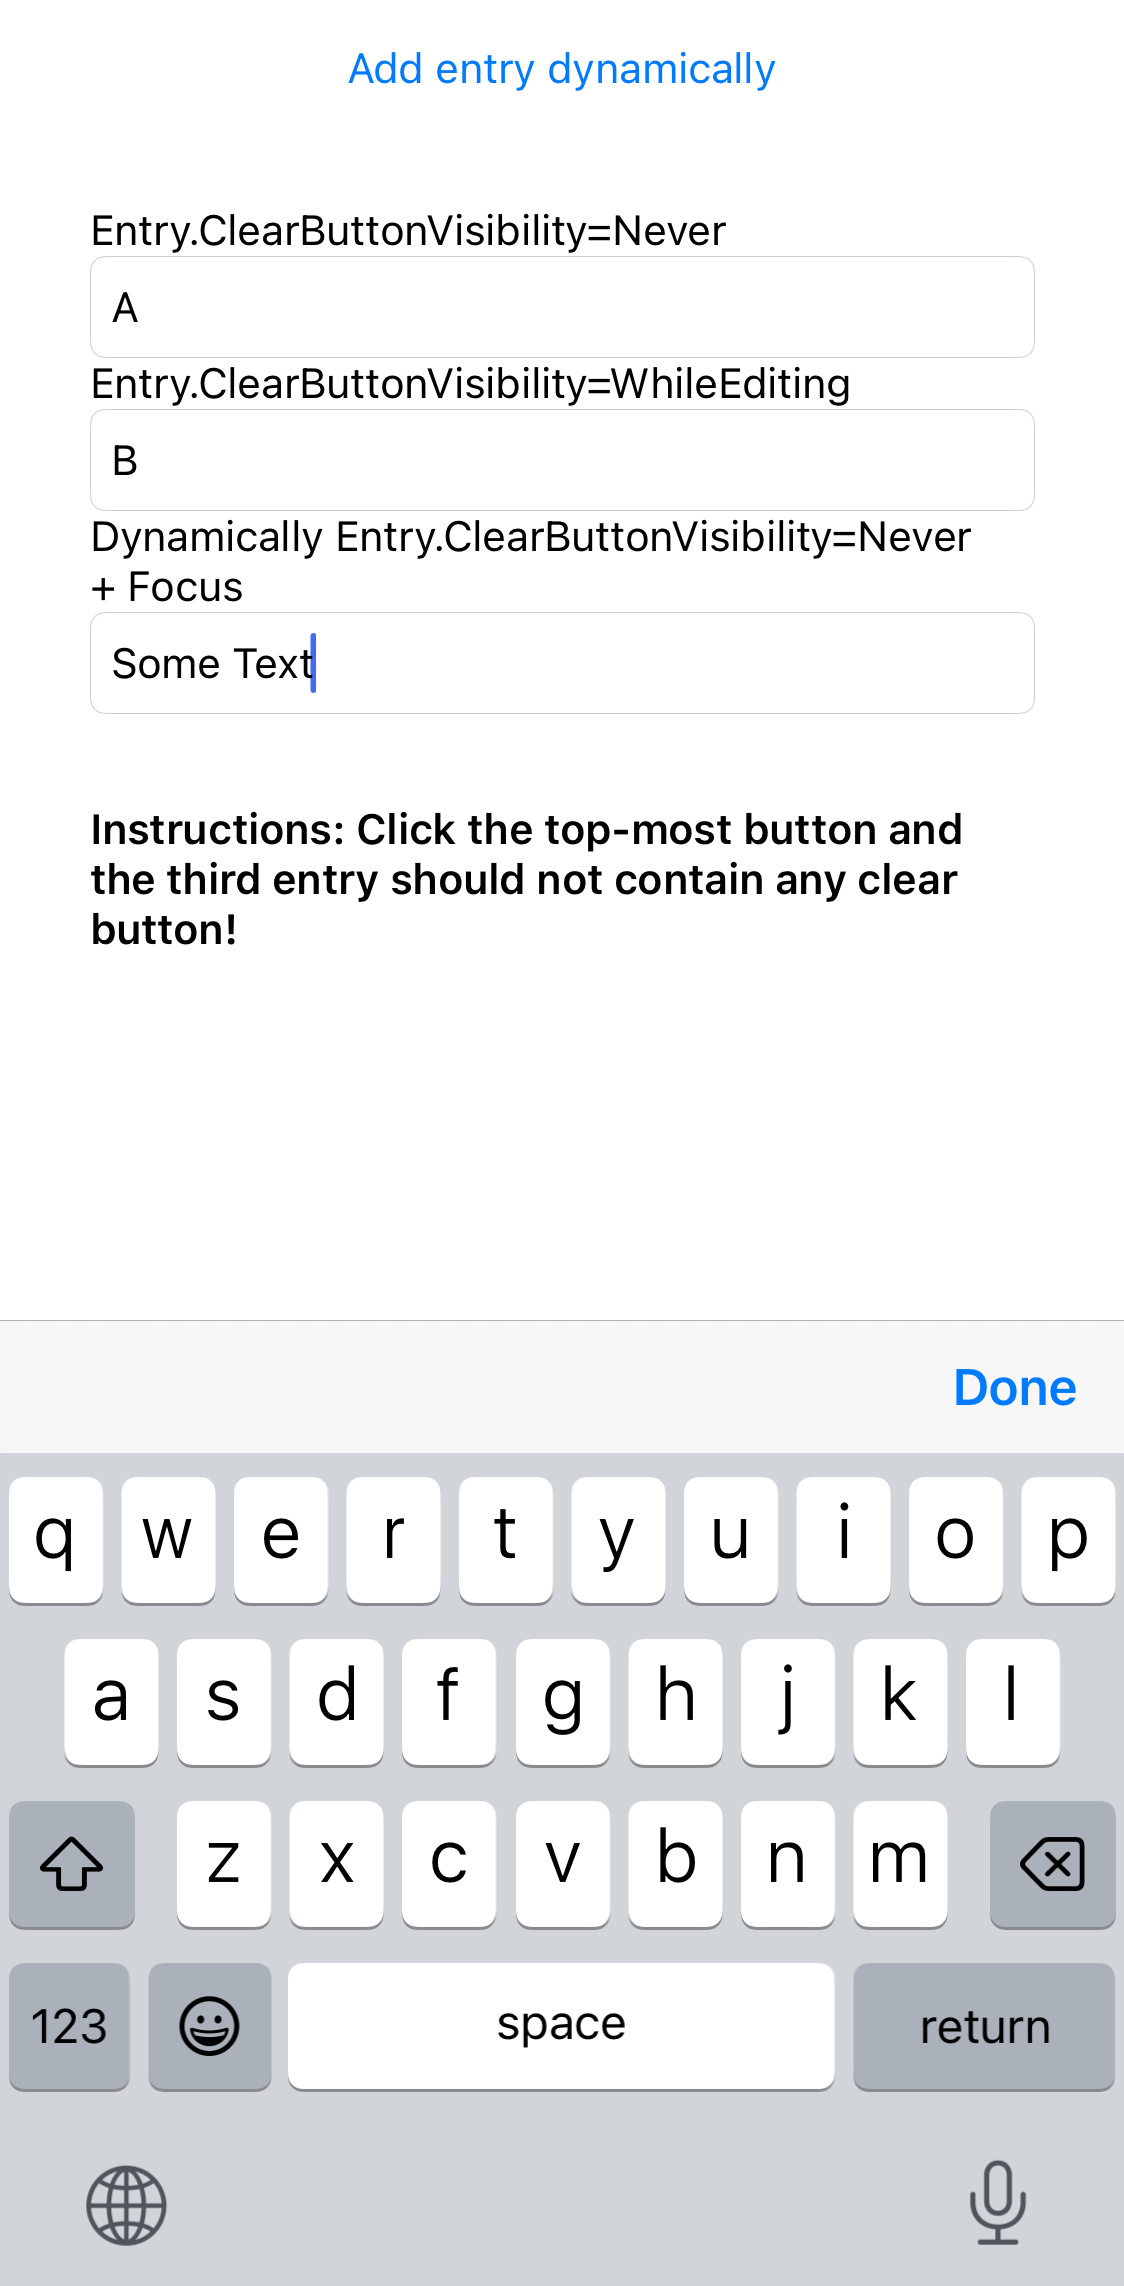 Add entry dynamically
Entry.ClearButtonVisibility=Never
A
Entry.ClearButtonVisibility=WhileEditing
B
Dynamically Entry.ClearButtonVisibility=Never
+ Focus
Some Text
Instructions: Click the top-most button and
the third entry should not contain any clear
button!
Done
q w e r t y u i o p
a s d f g h j k l
z x c v b n m
123 space return